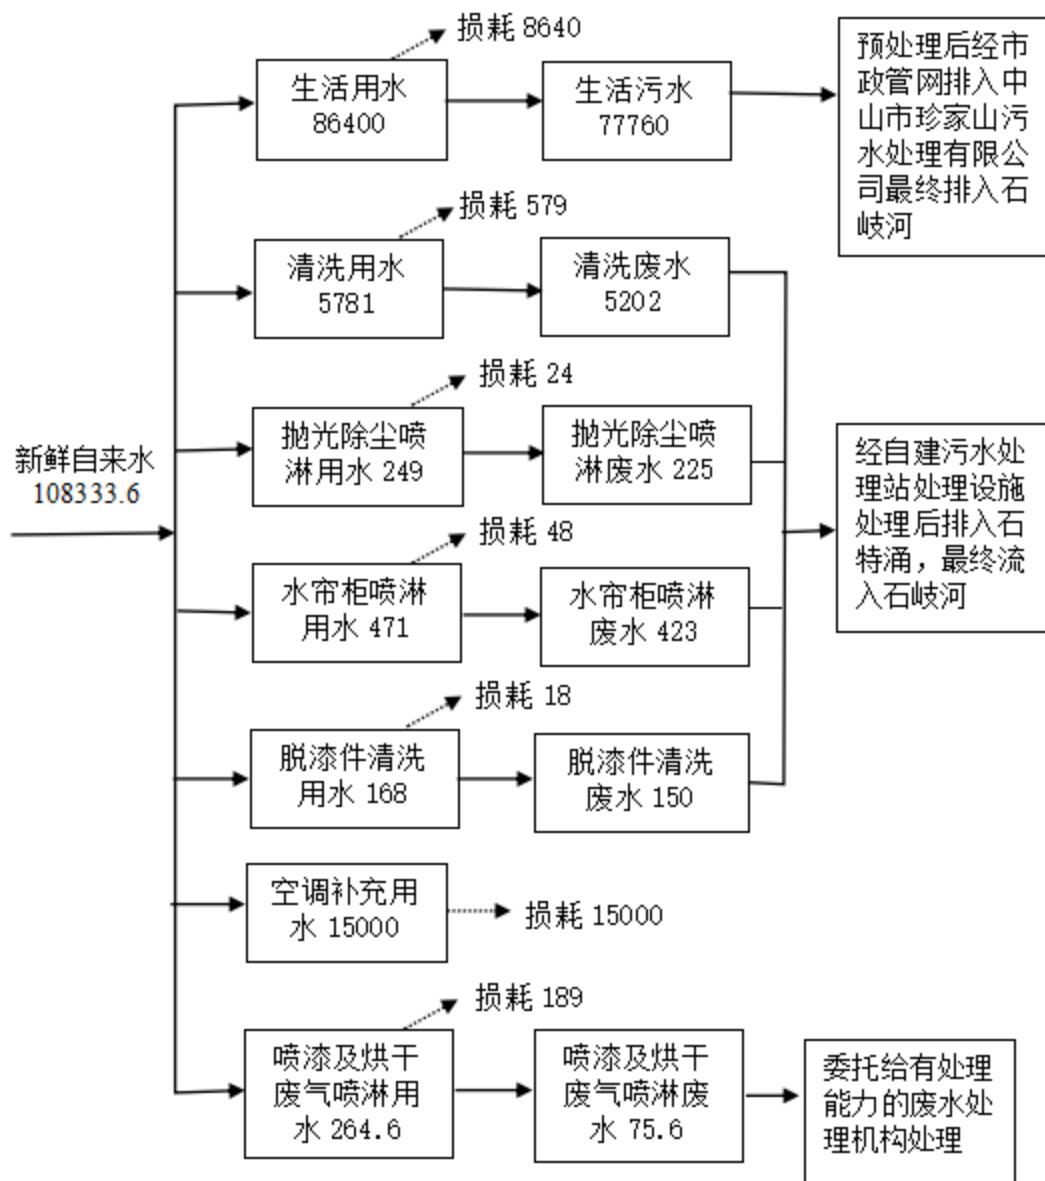 损耗 8640
生活用水
86400
生活污水
77760
预处理后经市
政管网排入中
山市珍家山污
水处理有限公
司最终排入石
岐河
损耗 579
清洗用水
5781
清洗废水
5202
损耗 24
抛光除尘喷
淋用水 249
抛光除尘喷
淋废水 225
新鲜自来水
108333.6
经自建污水处
理站处理设施
处理后排入石
特涌，最终流
入石岐河
损耗 48
水帘柜喷淋
用水 471
水帘柜喷淋
废水 423
损耗 18
脱漆件清洗
用水 168
脱漆件清洗
废水 150
空调补充用
水 15000
损耗 15000
损耗 189
喷漆及烘干
废气喷淋用
水 264.6
喷漆及烘干
废气喷淋废
水 75.6
委托给有处理
能力的废水处
理机构处理